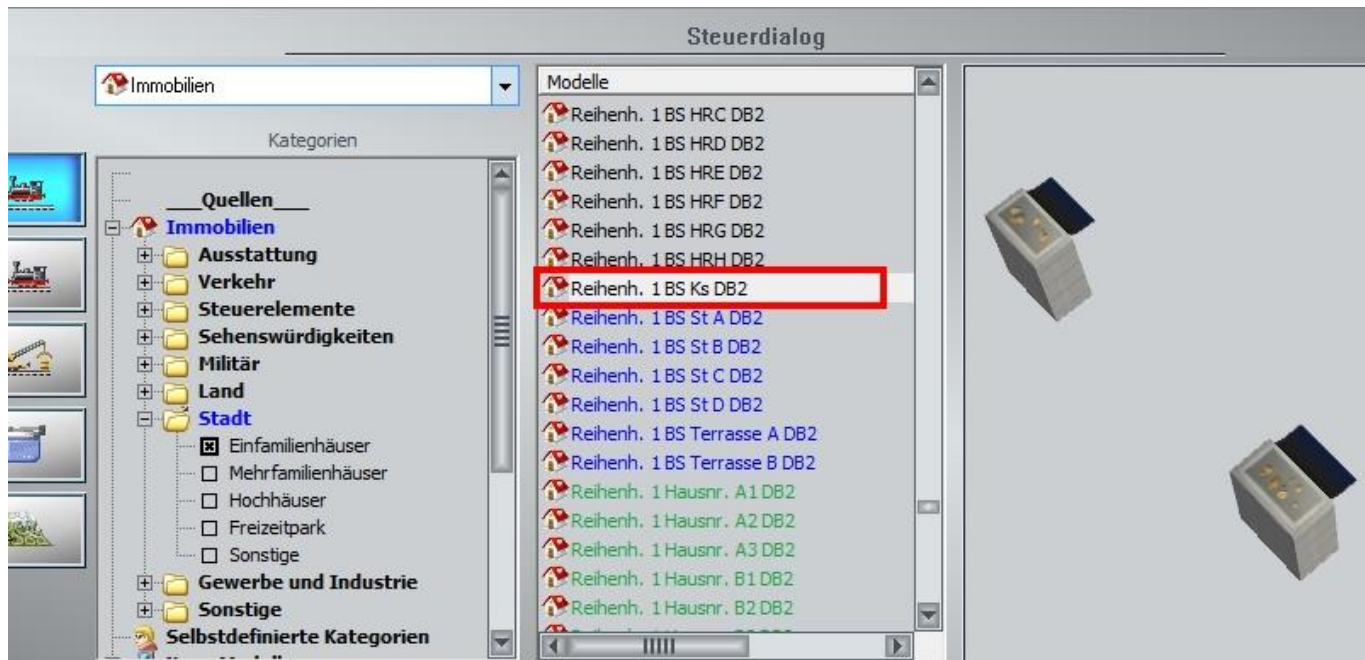 Steuerdialog
Immobilien
Kategorien
___Quellen___
Immobilien
Ausstattung
Verkehr
Steuerelemente
Sehenswürdigkeiten
Militär
Land
Stadt
Einfamilienhäuser
Mehrfamilienhäuser
Hochhäuser
Freizeitpark
Sonstige
Gewerbe und Industrie
Sonstige
Selbstdefinierte Kategorien
Modelle
Reihenh. 1 BS HRC DB2
Reihenh. 1 BS HRD DB2
Reihenh. 1 BS HRE DB2
Reihenh. 1 BS HRF DB2
Reihenh. 1 BS HRG DB2
Reihenh. 1 BS HRH DB2
Reihenh. 1 BS Ks DB2
Reihenh. 1 BS St A DB2
Reihenh. 1 BS St B DB2
Reihenh. 1 BS St C DB2
Reihenh. 1 BS St D DB2
Reihenh. 1 BS Terrasse A DB2
Reihenh. 1 BS Terrasse B DB2
Reihenh. 1 Hausnr. A1 DB2
Reihenh. 1 Hausnr. A2 DB2
Reihenh. 1 Hausnr. A3 DB2
Reihenh. 1 Hausnr. B1 DB2
Reihenh. 1 Hausnr. B2 DB2